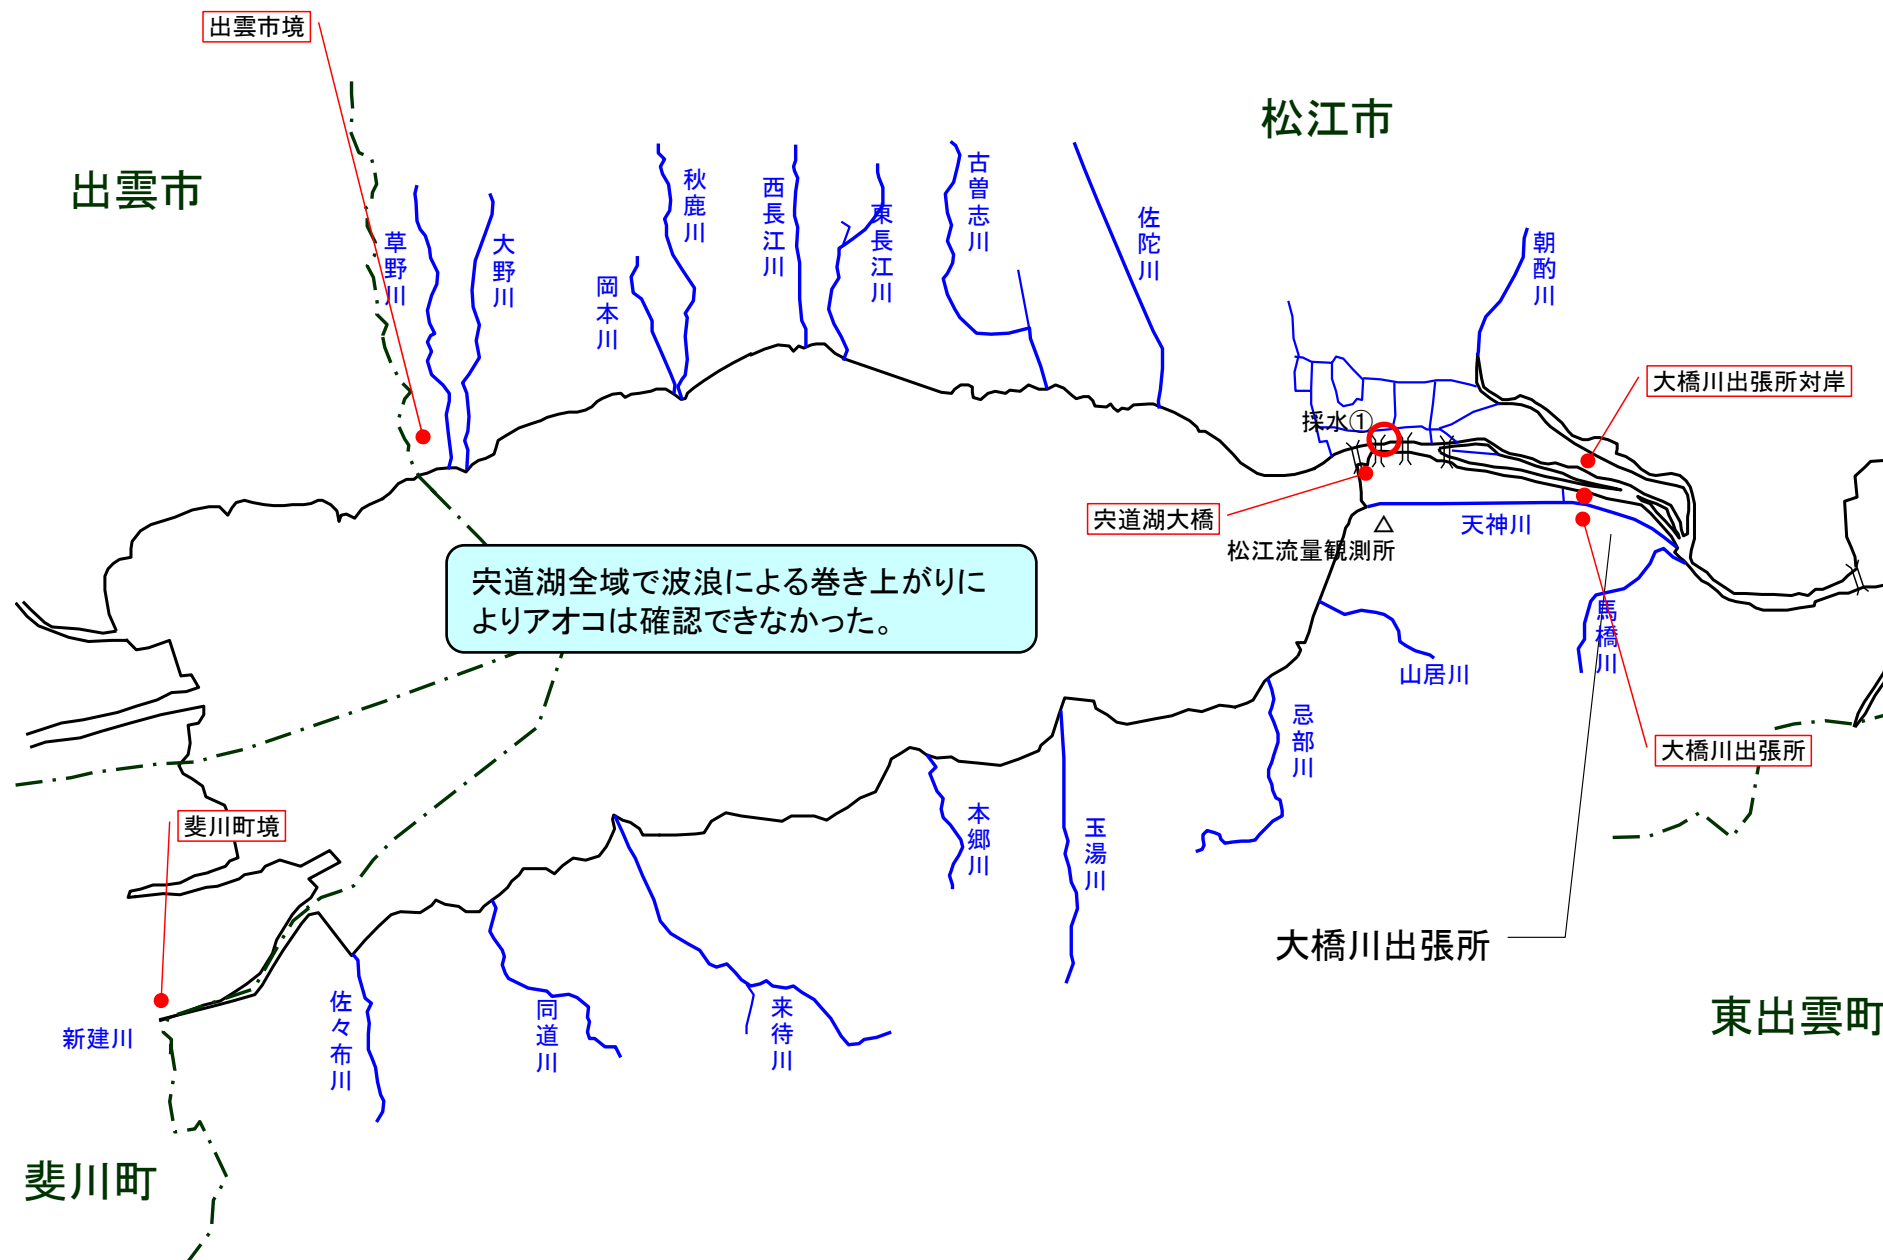 出雲市境
松江市
出雲市
草野川
大野川
岡本川
秋鹿川
西長江川
東長江川
古曽志川
佐陀川
朝酌川
大橋川出張所対岸
採水①
宍道湖大橋
天神川
松江流量観測所
宍道湖全域で波浪による巻き上がりに
よりアオコは確認できなかった。
馬橋川
山居川
忌部川
大橋川出張所
斐川町境
本郷川
玉湯川
大橋川出張所
新建川
佐々布川
同道川
来待川
東出雲町
斐川町